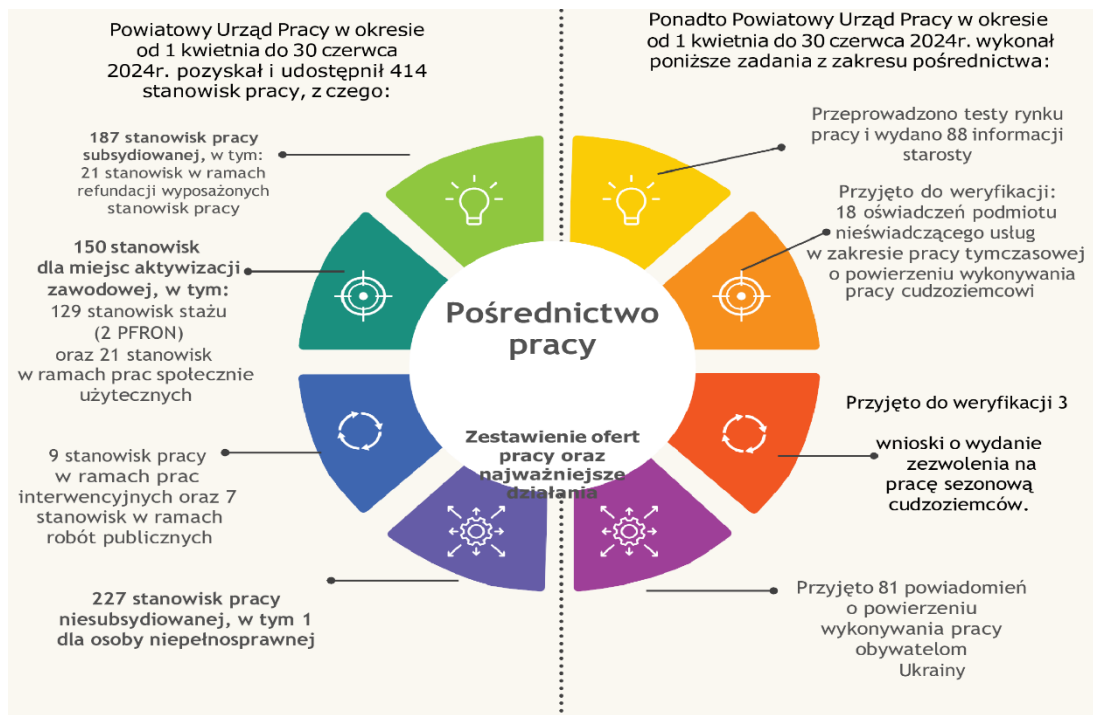 Powiatowy Urząd Pracy w okresie
od 1 kwietnia do 30 czerwca
2024r. pozyskał i udostępnił 414
stanowisk pracy, z czego:
187 stanowisk pracy
subsydiowanej, w tym:
21 stanowisk w ramach
refundacji wyposażonych
stanowisk pracy
150 stanowisk
dla miejsc aktywizacji
zawodowej, w tym:
129 stanowisk stażu
(2 PFRON)
oraz 21 stanowisk
w ramach prac społecznie
użytecznych
9 stanowisk pracy
w ramach prac
interwencyjnych oraz 7
stanowisk w ramach
robót publicznych
227 stanowisk pracy
niesubsydiowanej, w tym 1
dla osoby niepełnosprawnej
Pośrednictwo
pracy
Zestawienie ofert
pracy oraz
najważniejsze
działania
Ponadto Powiatowy Urząd Pracy w okresie
od 1 kwietnia do 30 czerwca 2024r. wykonał
poniższe zadania z zakresu pośrednictwa:
Przeprowadzono testy rynku
pracy i wydano 88 informacji
starosty
Przyjęto do weryfikacji:
18 oświadczeń podmiotu
nieświadczącego usług
w zakresie pracy tymczasowej
o powierzeniu wykonywania
pracy cudzoziemcowi
Przyjęto do weryfikacji 3
wnioski o wydanie
zezwolenia na
pracę sezonową
cudzoziemców.
Przyjęto 81 powiadomień
o powierzeniu
wykonywania pracy
obywatelom
Ukrainy